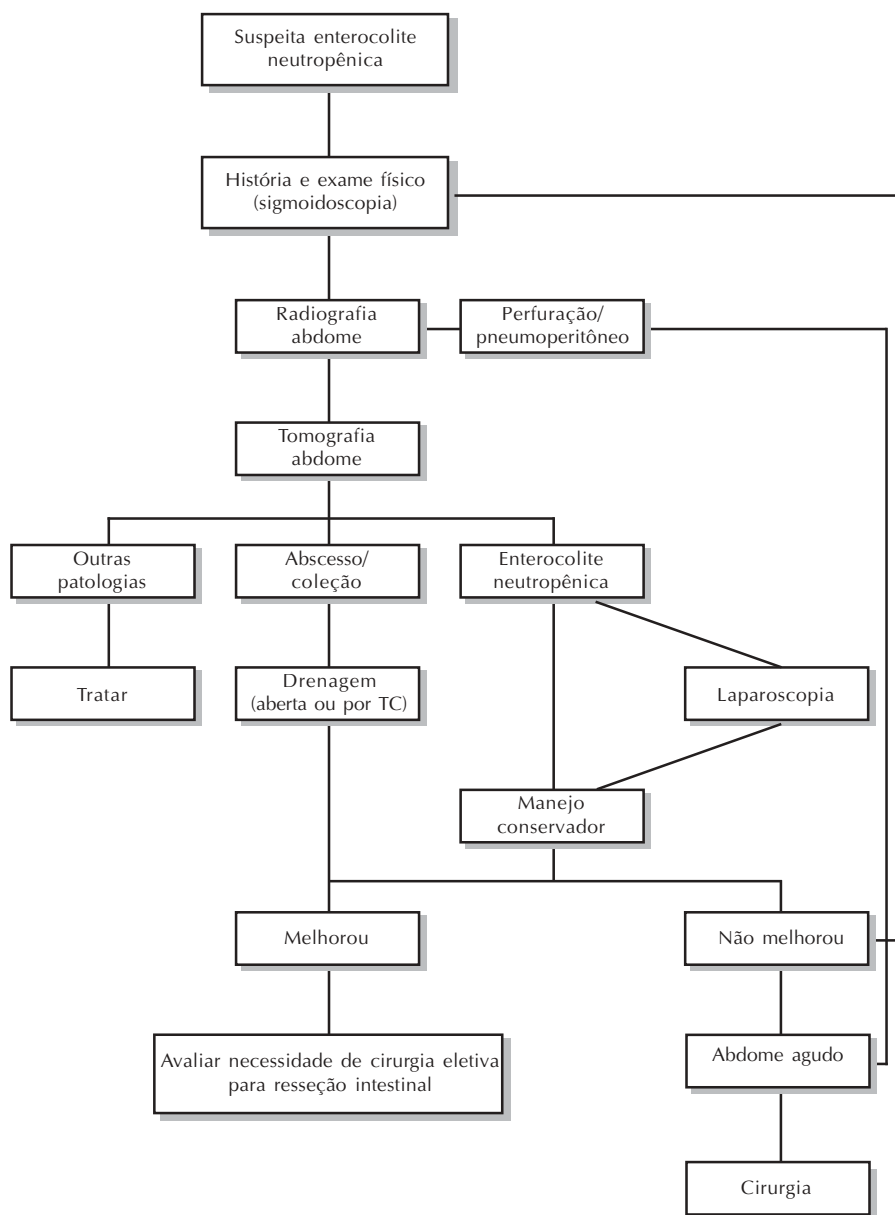 Suspeita enterocolite
neutropênica
História e exame físico
(sigmoidoscopia)
Radiografia
abdome
Perfuração/
pneumoperitôneo
Tomografia
abdome
Outras
patologias
Abscesso/
coleção
Enterocolite
neutropênica
Tratar
Drenagem
(aberta ou por TC)
Laparoscopia
Manejo
conservador
Melhorou
Não melhorou
Avaliar necessidade de cirurgia eletiva
para resseção intestinal
Abdome agudo
Cirurgia